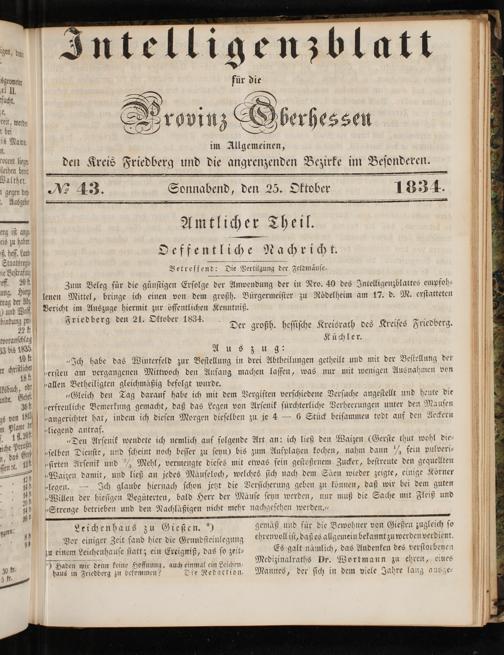 Intelligenzblatt
für die
Provinz Oberhessen
im Allgemeinen,
den Kreis Friedberg und die angrenzenden Bezirke im Besonderen.
No 43. Sonnabend, den 25. Oktober 1834.
Amtlicher Theil.
Oeffentliche Nachricht.
Betreffend: Die Vertilgung der Feldmäuse.
Zum Beleg für die günstigen Erfolge der Anwendung der in Nro. 40 des Intelligenzblattes empfoh-
lenen Mittel, bringe ich einen von dem großh. Bürgermeister zu Rödelheim am 17. d. M. erstatteten
Bericht im Auszuge hiermit zur öffentlichen Kenntniß.
Friedberg den 21. Oktober 1834.
Der großh. hessische Kreisrath des Kreises Friedberg.
Küchler.
Auszug:
»Ich habe das Winterfeld zur Bestellung in drei Abtheilungen getheilt und mit der Bestellung der
»ersten am vergangenen Mittwoch den Anfang machen lassen, was nur mit wenigen Ausnahmen von
»allen Betheiligten gleichmäßig befolgt wurde.
»Gleich den Tag darauf habe ich mit dem Vergiften verschiedene Versuche angestellt und heute die
»erfreuliche Bemerkung gemacht, daß das Legen von Arsenik fürchterliche Verheerungen unter den Mäusen
»angerichtet hat, indem ich diesen Morgen dieselben zu je 4 — 6 Stück beisammen todt auf den Aeckern
»liegend antraf.
»Den Arsenik wendete ich nemlich auf folgende Art an: ich ließ den Waizen (Gerste thut wohl die-
»selben Dienste, und scheint noch besser zu seyn) bis zum Aufplatzen kochen, nahm dann 1/3 fein pulveri-
»sirten Arsenik und 2/3 Mehl, vermengte dieses mit etwas fein gestoßenem Zucker, bestreute den gequellten
»Waizen damit, und ließ an jedes Mäuseloch, welches sich nach dem Säen wieder zeigte, einige Körner
»legen. — Ich glaube hiernach schon jetzt die Versicherung geben zu können, daß wir bei dem guten
»Willen der hiesigen Begüterten, bald Herr der Mäuse seyn werden, nur muß die Sache mit Fleiß und
»Strenge betrieben und den Nachläßigen nicht mehr nachgesehen werden.«
Leichenhaus zu Gießen. *)
Vor einiger Zeit fand hier die Grundsteinlegung
zu einem Leichenhause statt; ein Ereigniß, das so zeit-
*) Haben wir denn keine Hoffnung, auch einmal ein Leichen-
haus in Friedberg zu bekommen? Die Redaction.
gemäß und für die Bewohner von Gießen zugleich so
ehrenvoll ist, daß es allgemein bekannt zu werden verdient.
Es galt nämlich, das Andenken des verstorbenen
Medizinalraths Dr. Wortmann zu ehren, eines
Mannes, der sich in dem viele Jahre lang ausge-